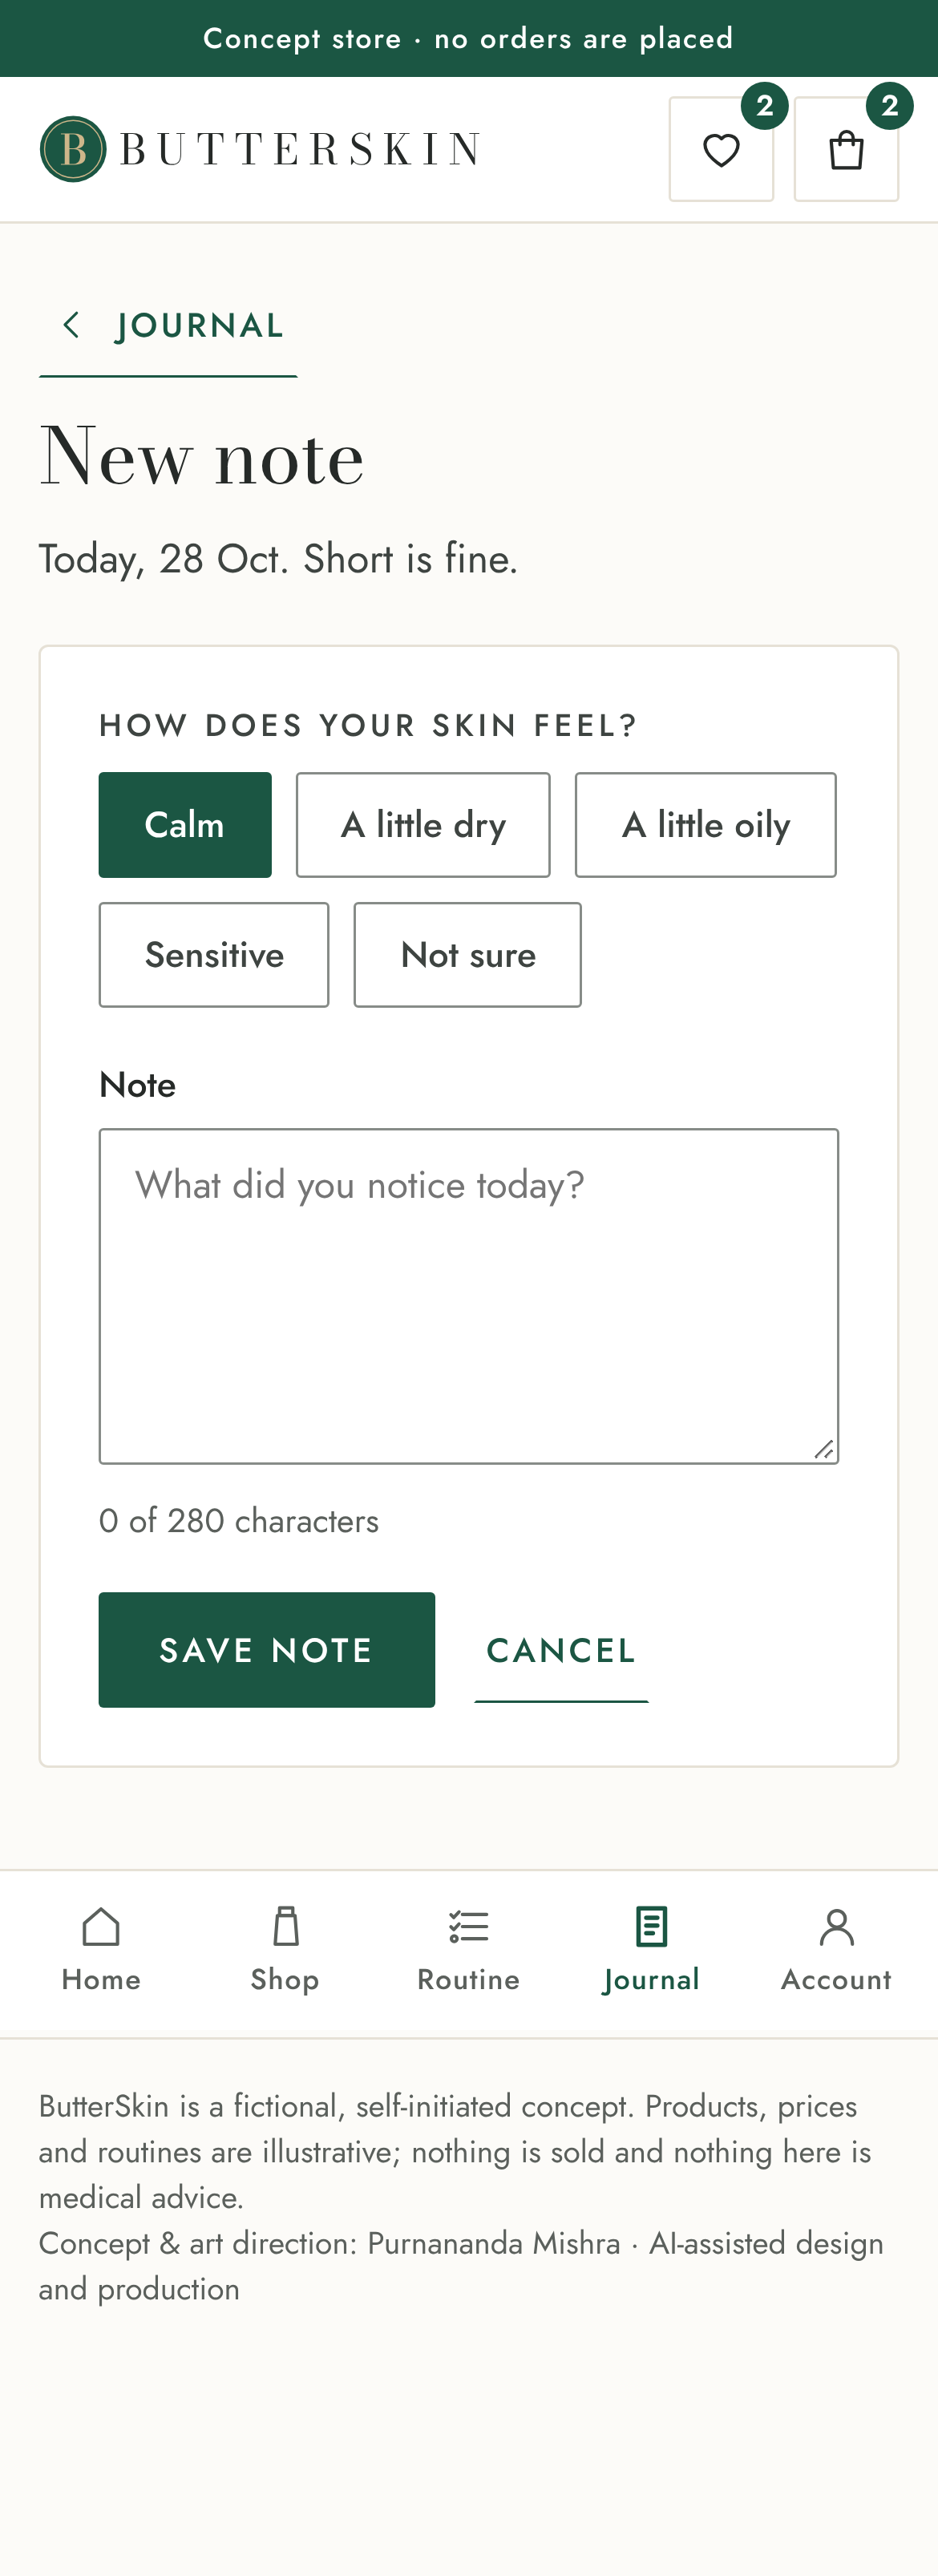 Concept store · no orders are placed
B BUTTERSKIN
2
2
JOURNAL
New note
Today, 28 Oct. Short is fine.
HOW DOES YOUR SKIN FEEL?
Calm
A little dry
A little oily
Sensitive
Not sure
Note
What did you notice today?
0 of 280 characters
SAVE NOTE
CANCEL
Home
Shop
Routine
Journal
Account
ButterSkin is a fictional, self-initiated concept. Products, prices
and routines are illustrative; nothing is sold and nothing here is
medical advice.
Concept & art direction: Purnananda Mishra · AI-assisted design
and production